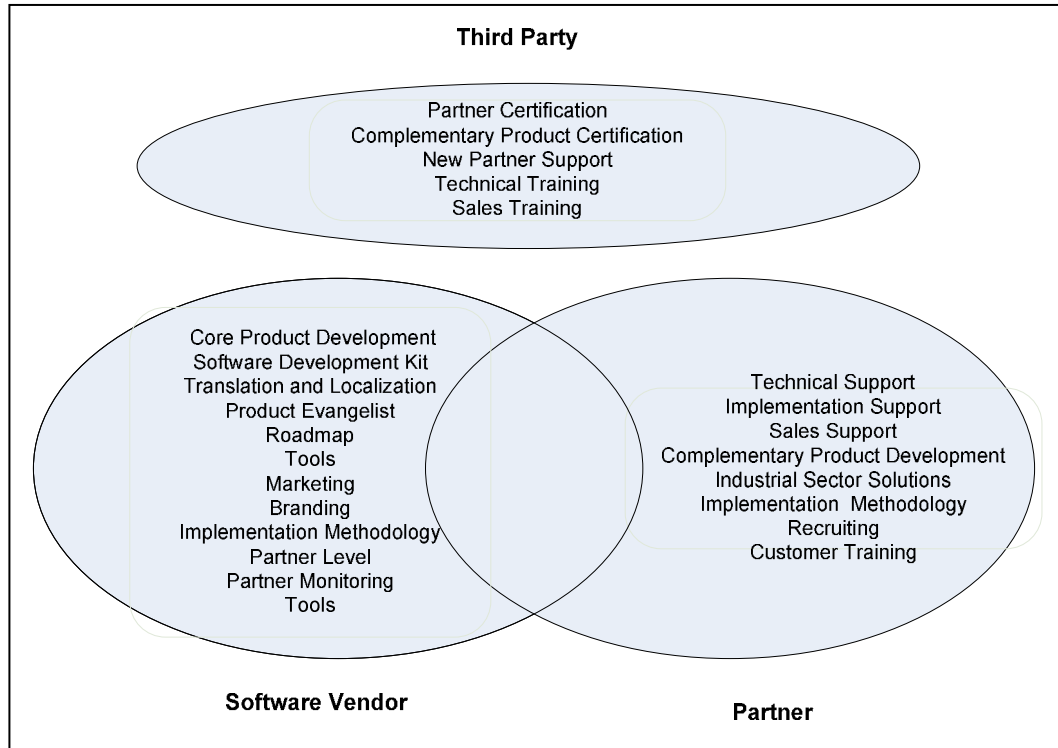 Third Party
Partner Certification
Complementary Product Certification
New Partner Support
Technical Training
Sales Training
Core Product Development
Software Development Kit
Translation and Localization
Product Evangelist
Roadmap
Tools
Marketing
Branding
Implementation Methodology
Partner Level
Partner Monitoring
Tools
Technical Support
Implementation Support
Sales Support
Complementary Product Development
Industrial Sector Solutions
Implementation  Methodology
Recruiting
Customer Training
Software Vendor
Partner